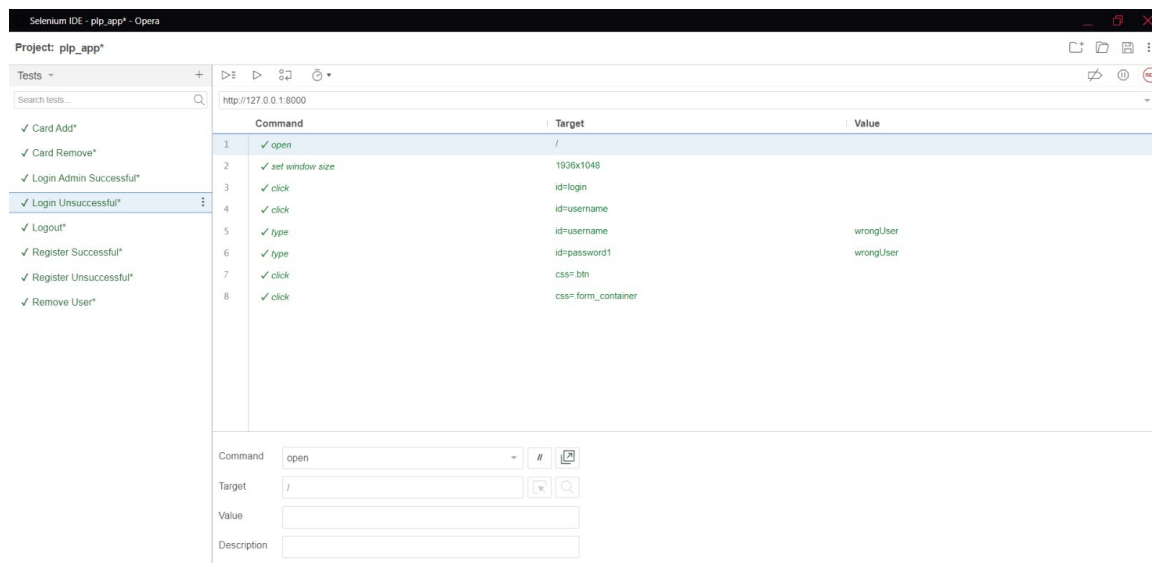 Selenium IDE - plp_app* - Opera
Project: plp_app*
Tests
Search tests...
✓ Card Add*
✓ Card Remove*
✓ Login Admin Successful*
✓ Login Unsuccessful*
✓ Logout*
✓ Register Successful*
✓ Register Unsuccessful*
✓ Remove User*
http://127.0.0.1:8000
Command Target Value
1 ✓ open /
2 ✓ set window size 1936x1048
3 ✓ click id=login
4 ✓ click id=username
5 ✓ type id=username wrongUser
6 ✓ type id=password1 wrongUser
7 ✓ click css=.btn
8 ✓ click css=.form_container
Command open //
Target /
Value
Description